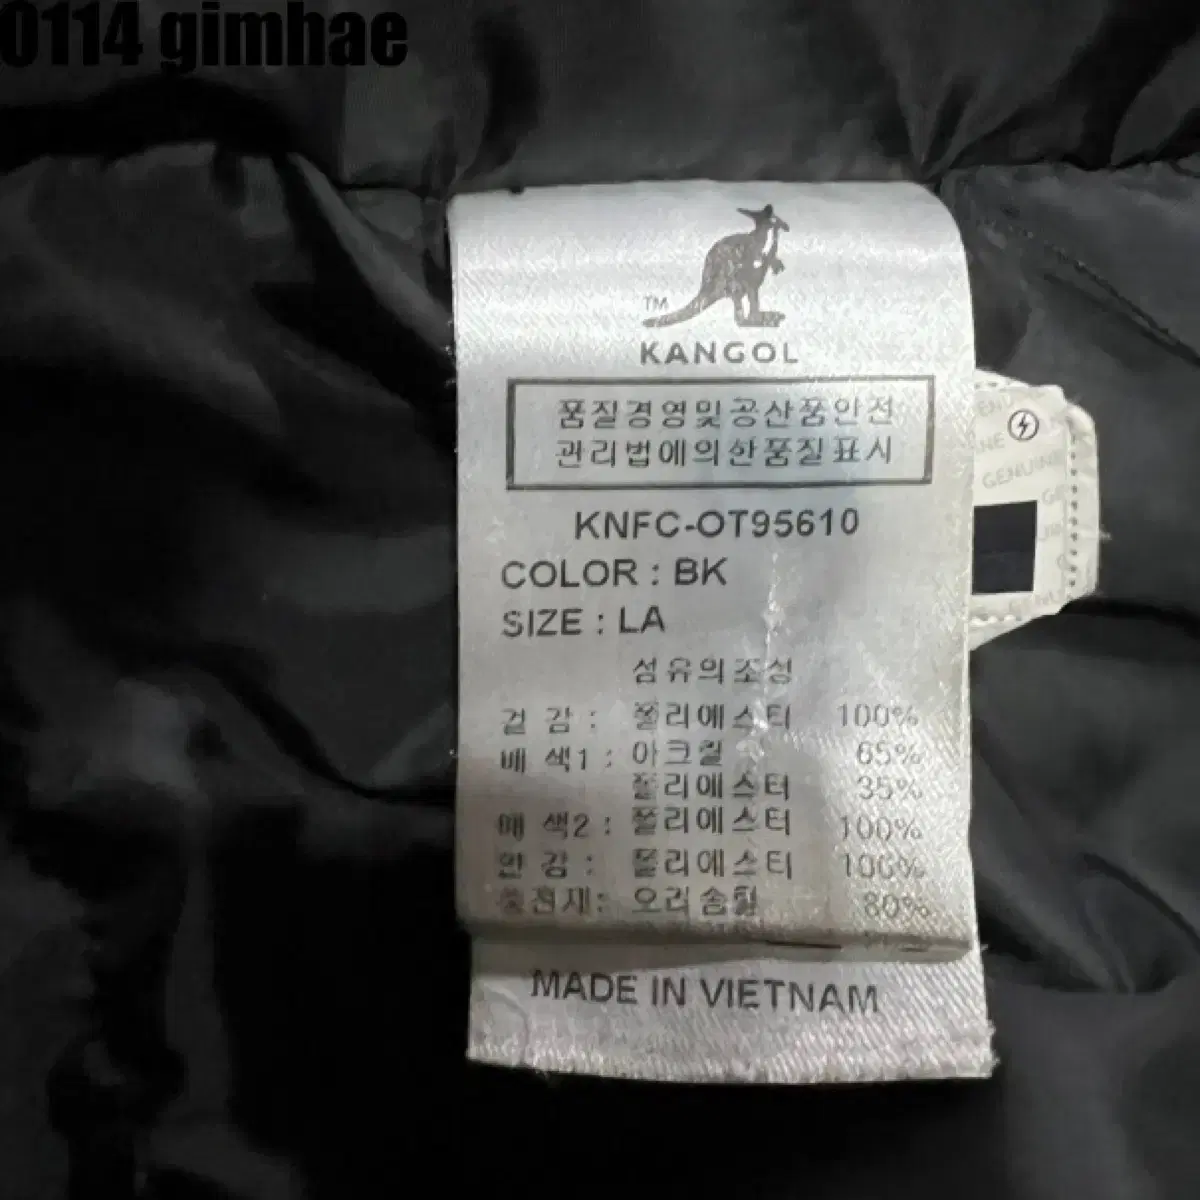 0114 gimhae
TM
KANGOL
품질경영및공산품안전
관리법에의한품질표시
KNFC-OT95610
COLOR : BK
SIZE : LA
섬유의조성
겉 감 : 폴리에스터 100%
배 색1 : 아크릴 65%
폴리에스터 35%
배 색2 : 폴리에스터 100%
안 감 : 폴리에스터 100%
충전재: 오리솜털 80%
MADE IN VIETNAM
GENUINE